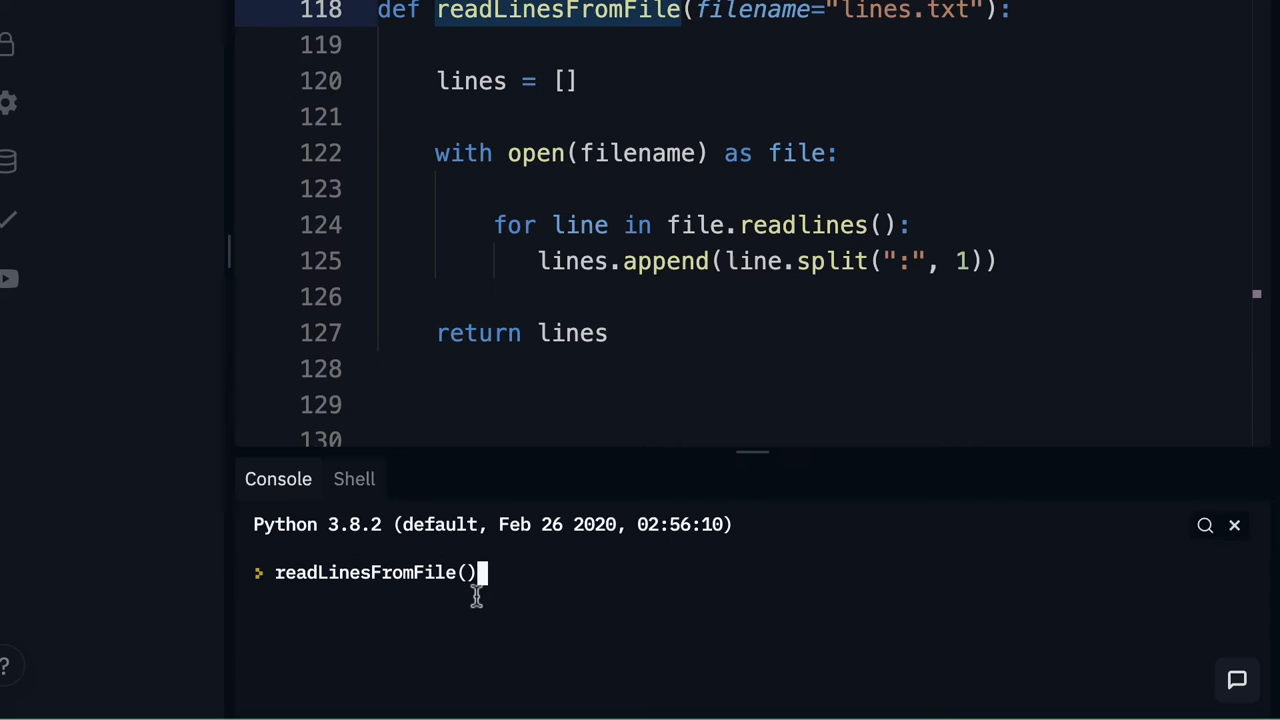 118 def readLinesFromFile(filename="lines.txt"):
119
120 lines = []
121
122 with open(filename) as file:
123
124 for line in file.readlines():
125 lines.append(line.split(":", 1))
126
127 return lines
128
129
130
Console Shell
Python 3.8.2 (default, Feb 26 2020, 02:56:10)
> readLinesFromFile()
?